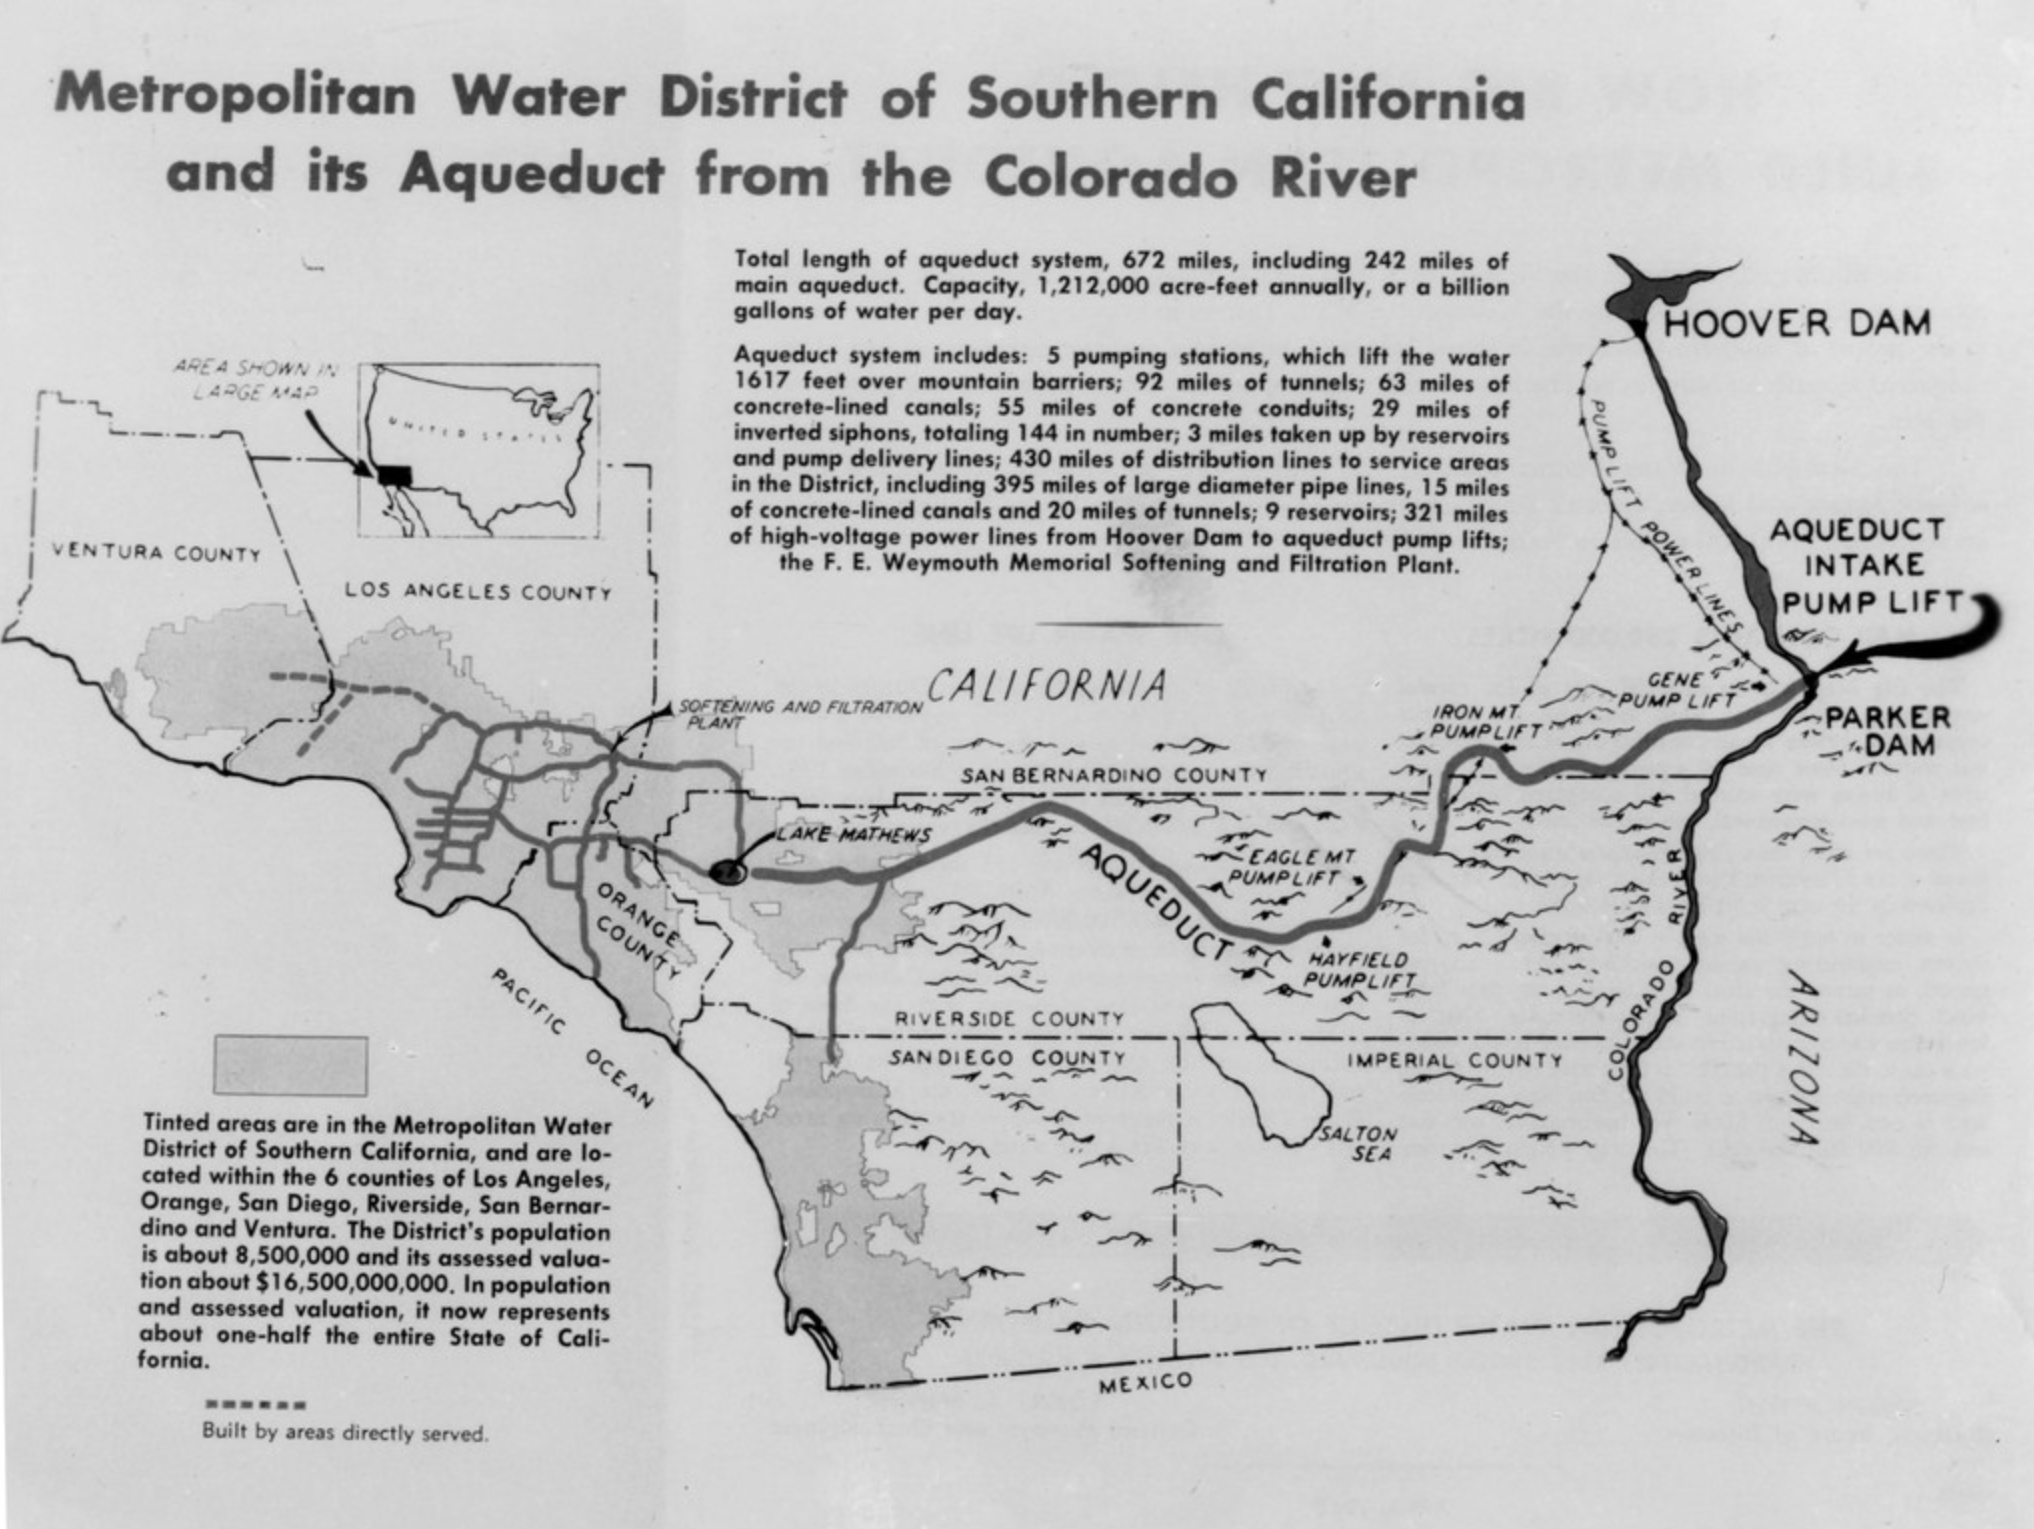 Metropolitan Water District of Southern California
and its Aqueduct from the Colorado River
Total length of aqueduct system, 672 miles, including 242 miles of
main aqueduct. Capacity, 1,212,000 acre-feet annually, or a billion
gallons of water per day.
Aqueduct system includes: 5 pumping stations, which lift the water
1617 feet over mountain barriers; 92 miles of tunnels; 63 miles of
concrete-lined canals; 55 miles of concrete conduits; 29 miles of
inverted siphons, totaling 144 in number; 3 miles taken up by reservoirs
and pump delivery lines; 430 miles of distribution lines to service areas
in the District, including 395 miles of large diameter pipe lines, 15 miles
of concrete-lined canals and 20 miles of tunnels; 9 reservoirs; 321 miles
of high-voltage power lines from Hoover Dam to aqueduct pump lifts;
the F. E. Weymouth Memorial Softening and Filtration Plant.
AREA SHOWN IN
LARGE MAP
UNITED STATES
HOOVER DAM
PUMP LIFT POWER LINES
AQUEDUCT
INTAKE
PUMP LIFT
VENTURA COUNTY
LOS ANGELES COUNTY
CALIFORNIA
SOFTENING AND FILTRATION
PLANT
GENE
PUMP LIFT
IRON MT.
PUMP LIFT
PARKER
DAM
SAN BERNARDINO COUNTY
LAKE MATHEWS
AQUEDUCT
EAGLE MT.
PUMP LIFT
HAYFIELD
PUMP LIFT
ORANGE
COUNTY
COLORADO RIVER
ARIZONA
PACIFIC OCEAN
RIVERSIDE COUNTY
SAN DIEGO COUNTY
IMPERIAL COUNTY
SALTON
SEA
MEXICO
Tinted areas are in the Metropolitan Water
District of Southern California, and are lo-
cated within the 6 counties of Los Angeles,
Orange, San Diego, Riverside, San Bernar-
dino and Ventura. The District's population
is about 8,500,000 and its assessed valua-
tion about $16,500,000,000. In population
and assessed valuation, it now represents
about one-half the entire State of Cali-
fornia.
Built by areas directly served.